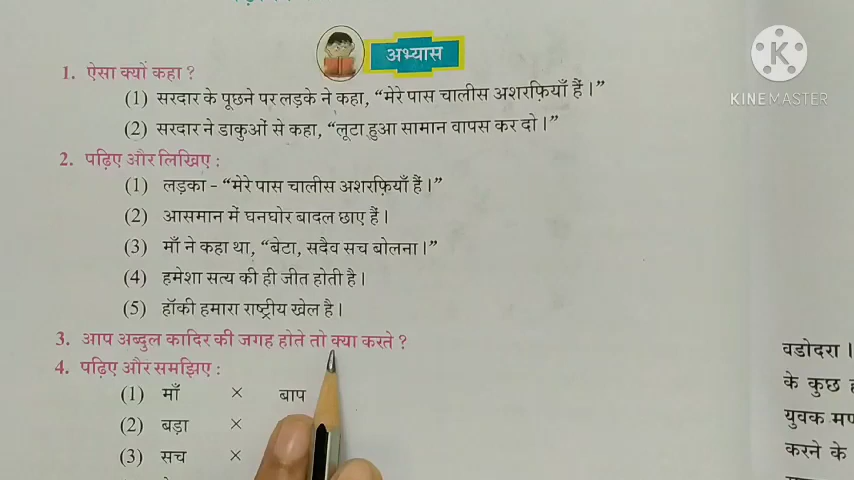 अभ्यास
KINEMASTER
1. ऐसा क्यों कहा ?
(1) सरदार के पूछने पर लड़के ने कहा, “मेरे पास चालीस अशरफ़ियाँ हैं ।”
(2) सरदार ने डाकुओं से कहा, “लूटा हुआ सामान वापस कर दो ।”
2. पढ़िए और लिखिए :
(1) लड़का - “मेरे पास चालीस अशरफ़ियाँ हैं ।”
(2) आसमान में घनघोर बादल छाए हैं ।
(3) माँ ने कहा था, “बेटा, सदैव सच बोलना ।”
(4) हमेशा सत्य की ही जीत होती है ।
(5) हॉकी हमारा राष्ट्रीय खेल है ।
3. आप अब्दुल कादिर की जगह होते तो क्या करते ?
4. पढ़िए और समझिए :
(1) माँ × बाप
(2) बड़ा ×
(3) सच ×
वडोदरा ।
के कुछ
युवक
करने के